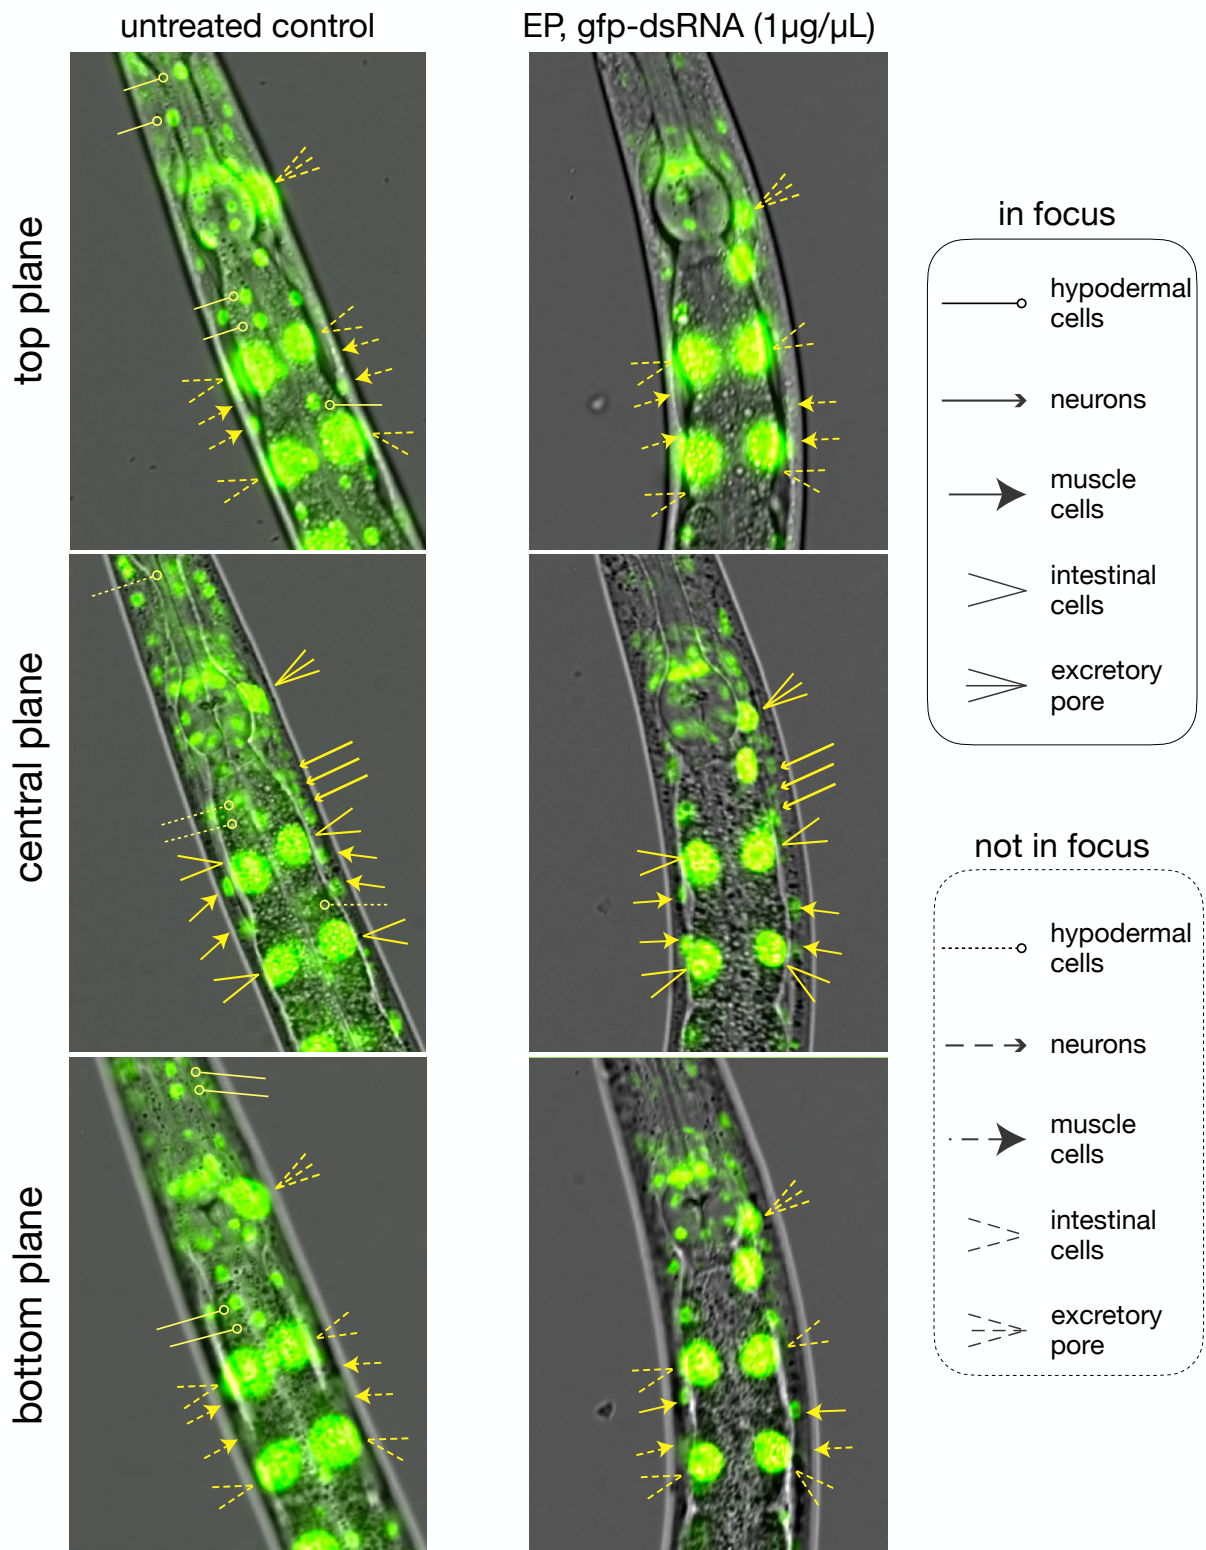 untreated control
EP, gfp-dsRNA (1µg/µL)
top plane
central plane
bottom plane
in focus
hypodermal
cells
neurons
muscle
cells
intestinal
cells
excretory
pore
not in focus
hypodermal
cells
neurons
muscle
cells
intestinal
cells
excretory
pore